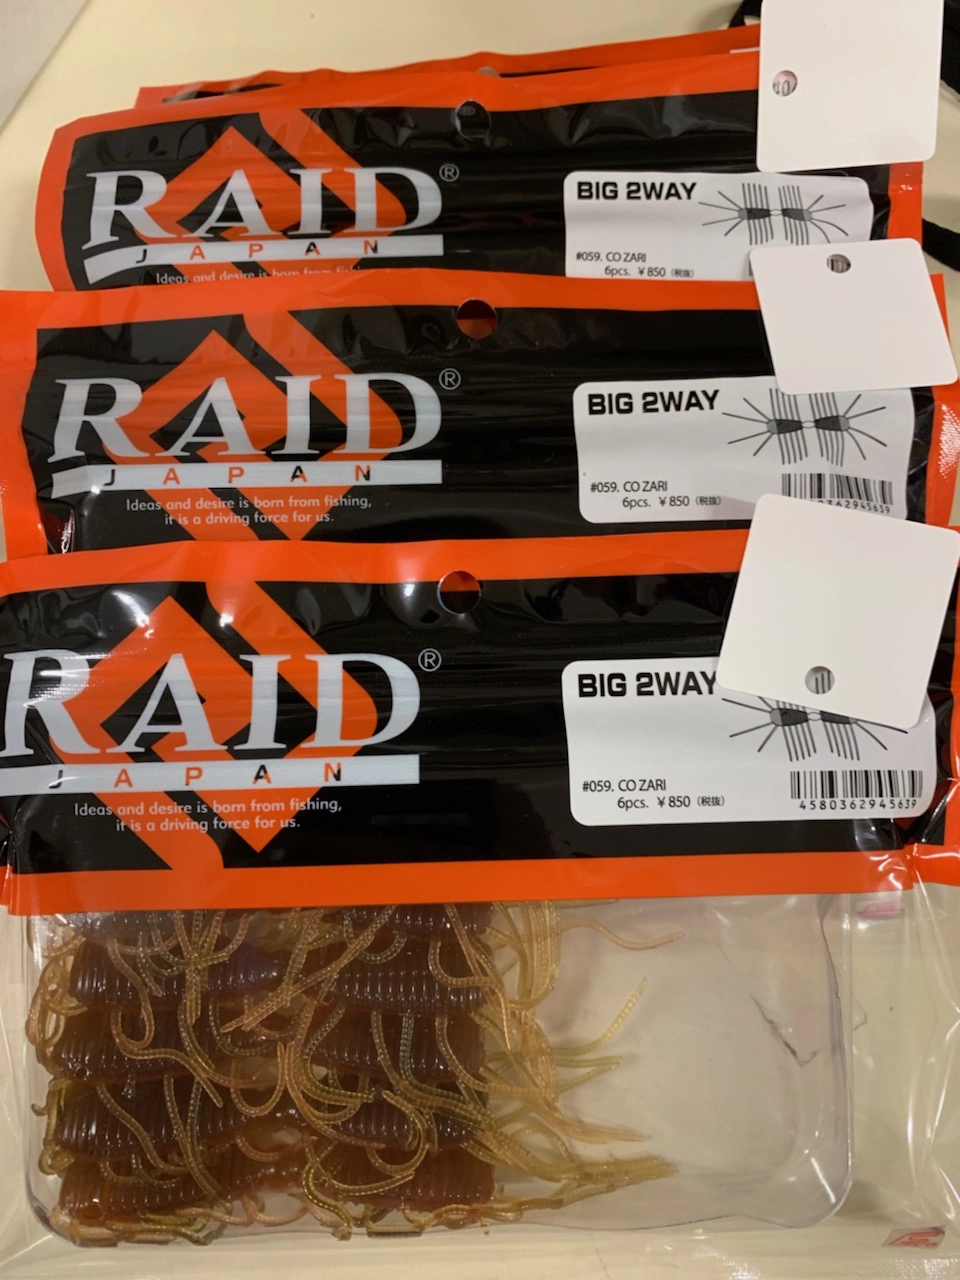 RAID®
JAPAN
Ideas and desire is born from fishi
BIG 2WAY
#059. CO ZARI
6pcs. ￥850 (税抜)
RAID®
JAPAN
Ideas and desire is born from fishing,
it is a driving force for us.
BIG 2WAY
#059. CO ZARI
6pcs. ￥850 (税抜)
362945639
RAID®
JAPAN
Ideas and desire is born from fishing,
it is a driving force for us.
BIG 2WAY
#059. CO ZARI
6pcs. ￥850 (税抜)
4580362945639